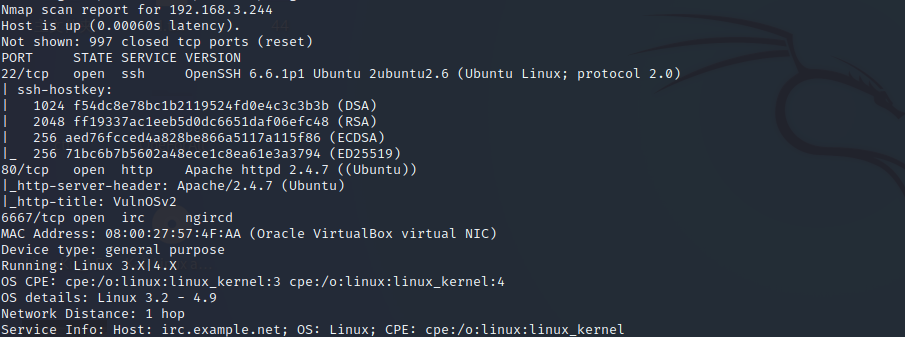 Nmap scan report for 192.168.3.244
Host is up (0.00060s latency).
Not shown: 997 closed tcp ports (reset)
PORT     STATE SERVICE VERSION
22/tcp   open  ssh     OpenSSH 6.6.1p1 Ubuntu 2ubuntu2.6 (Ubuntu Linux; protocol 2.0)
| ssh-hostkey:
|   1024 f54dc8e78bc1b2119524fd0e4c3c3b3b (DSA)
|   2048 ff19337ac1eeb5d0dc6651daf06efc48 (RSA)
|   256 aed76fcced4a828be866a5117a115f86 (ECDSA)
|_  256 71bc6b7b5602a48ece1c8ea61e3a3794 (ED25519)
80/tcp   open  http    Apache httpd 2.4.7 ((Ubuntu))
|_http-server-header: Apache/2.4.7 (Ubuntu)
|_http-title: VulnOSv2
6667/tcp open  irc     ngircd
MAC Address: 08:00:27:57:4F:AA (Oracle VirtualBox virtual NIC)
Device type: general purpose
Running: Linux 3.X|4.X
OS CPE: cpe:/o:linux:linux_kernel:3 cpe:/o:linux:linux_kernel:4
OS details: Linux 3.2 - 4.9
Network Distance: 1 hop
Service Info: Host: irc.example.net; OS: Linux; CPE: cpe:/o:linux:linux_kernel